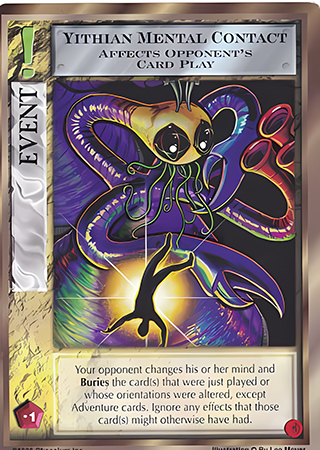 YITHIAN MENTAL CONTACT
AFFECTS OPPONENT'S
CARD PLAY
EVENT
Your opponent changes his or her mind and
Buries the card(s) that were just played or
whose orientations were altered, except
Adventure cards. Ignore any effects that those
card(s) might otherwise have had.
-1
Illustration © By Lee Moyer